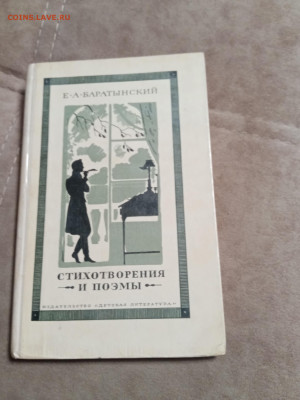 COINS.LAVE.RU
Е·А·БАРАТЫНСКИЙ
СТИХОТВОРЕНИЯ
И ПОЭМЫ
ИЗДАТЕЛЬСТВО «ДЕТСКАЯ ЛИТЕРАТУРА»